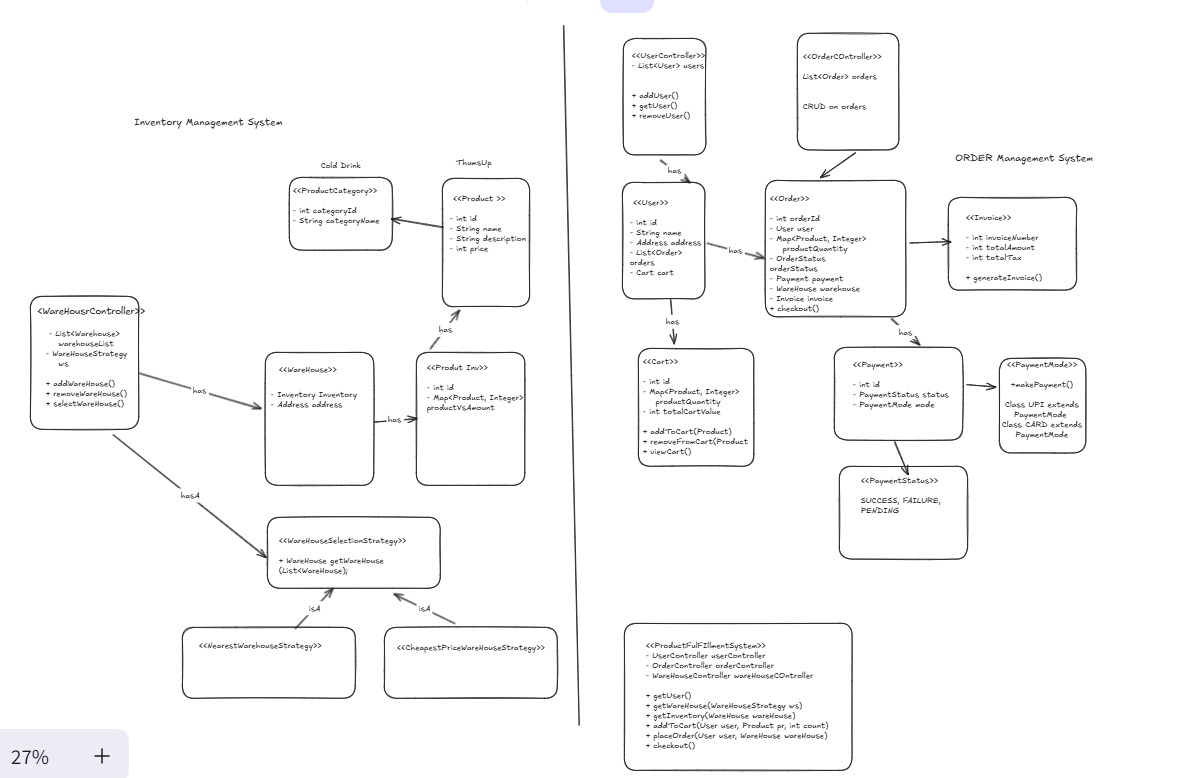 Inventory Management System
Cold Drink
ThumsUp
<<ProductCategory>>
- int categoryId
- String categoryName
<<Product >>
- int id
- String name
- String description
- int price
<WareHousrController>>
- List<Warehouse>
warehouseList
- WareHouseStrategy
ws
+ addWareHouse()
+ removeWareHouse()
+ selectWareHouse()
has
<<WareHouse>>
- Inventory Inventory
- Address address
has
has
<<Produt Inv>>
- int id
- Map<Product, Integer>
productVsAmount
hasA
<<WareHouseSelectionStrategy>>
+ WareHouse getWareHouse
(List<WareHouse);
isA
isA
<<NearestWarehouseStrategy>>
<<CheapestPriceWareHouseStrategy>>
<<UserController>>
- List<User> users
+ addUser()
+ getUser()
+ removeUser()
has
<<OrderCOntroller>>
List<Order> orders
CRUD on orders
ORDER Management System
<<User>>
- int id
- String name
- Address address
- List<Order>
orders
- Cart cart
has
has
<<Order>>
- int orderId
- User user
- Map<Product, Integer>
productQuantity
- OrderStatus
orderStatus
- Payment payment
- WareHouse warehouse
- Invoice invoice
+ checkout()
<<Invoice>>
- int invoiceNumber
- int totalAmount
- int totalTax
+ generateInvoice()
has
<<Cart>>
- int id
- Map<Product, Integer>
productQuantity
- int totalCartValue
+ addToCart(Product)
+ removeFromCart(Product
+ viewCart()
<<Payment>>
- int id
- PaymentStatus status
- PaymentMode mode
<<PaymentMode>>
+makePayment()
Class UPI extends
PaymentMode
Class CARD extends
PaymentMode
<<PaymentStatus>>
SUCCESS, FAILURE,
PENDING
<<ProductFulFIllmentSystem>>
- UserController userController
- OrderController orderController
- WareHouseController wareHouseCOntroller
+ getUser()
+ getWareHouse(WareHouseStrategy ws)
+ getInventory(WareHouse wareHouse)
+ addToCart(User user, Product pr, int count)
+ placeOrder(User user, WareHouse wareHouse)
+ checkout()
27%